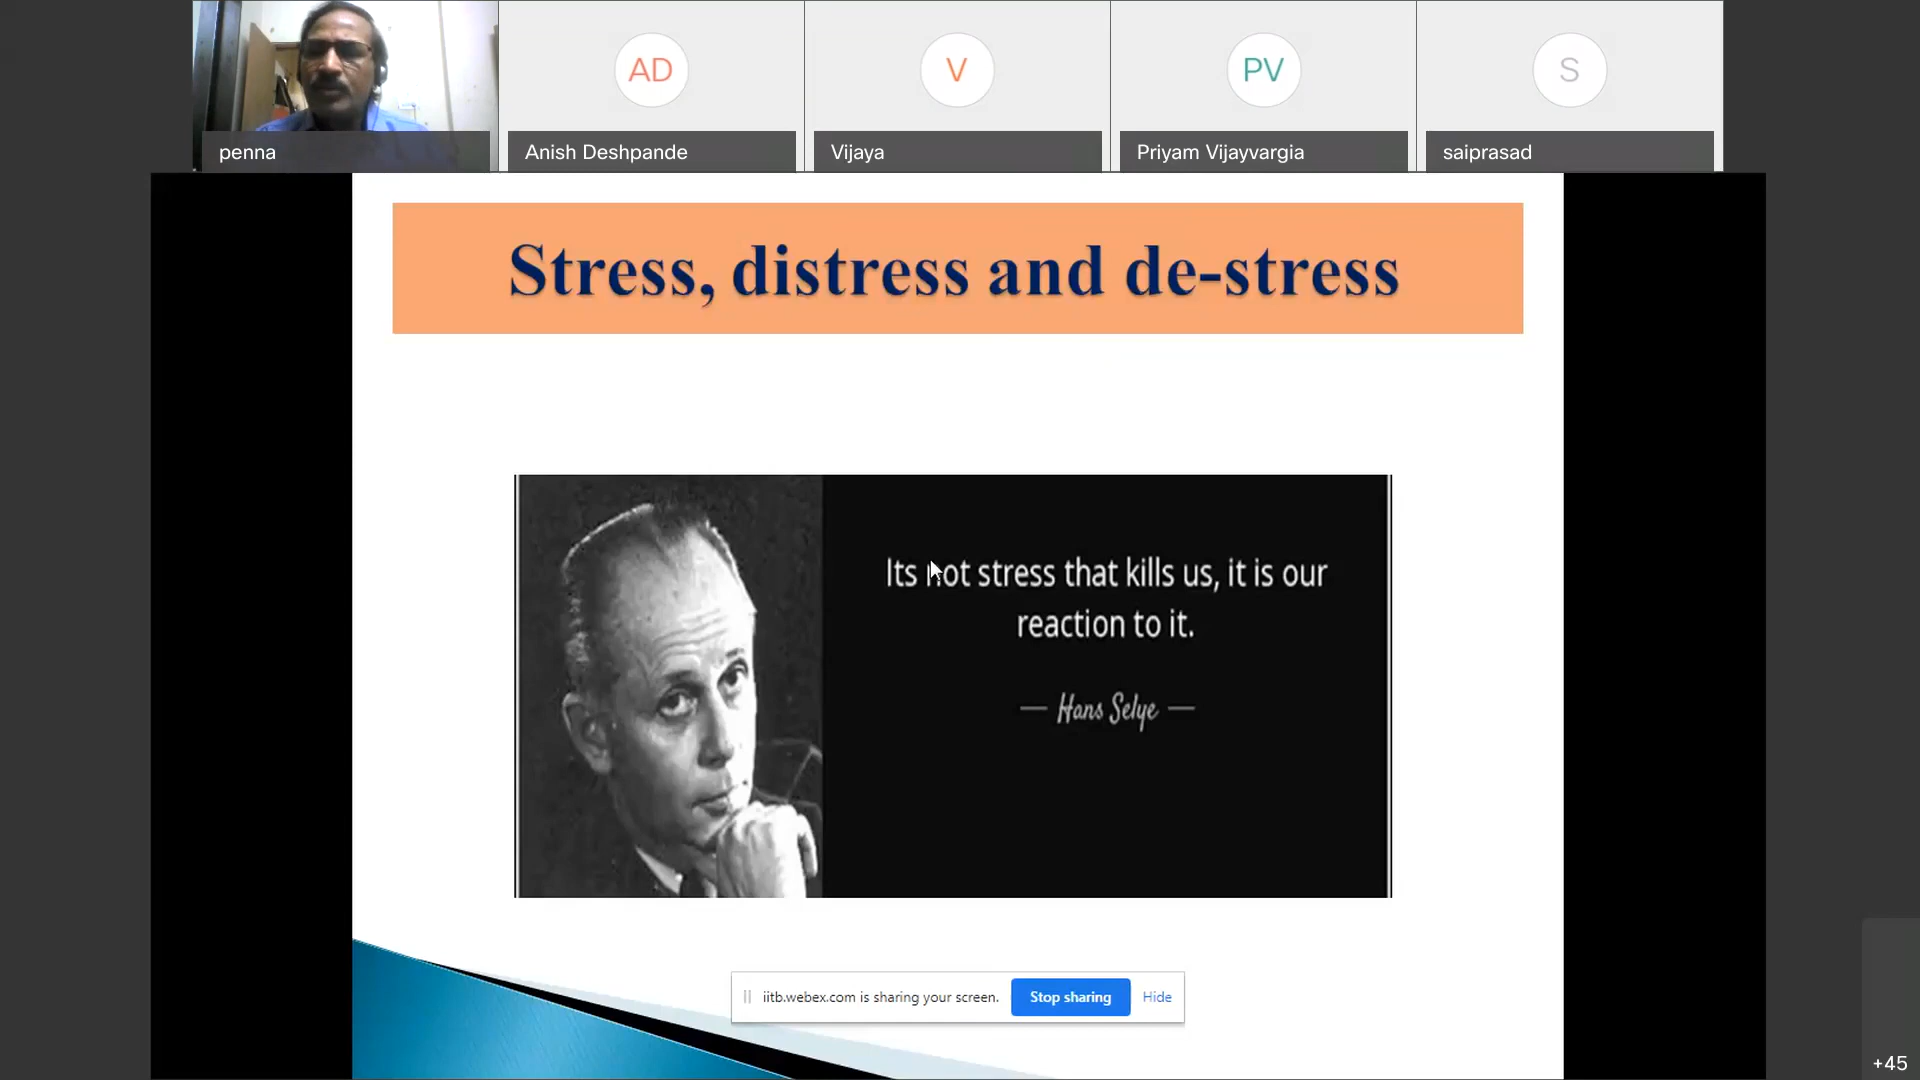 AD
V
PV
S
penna
Anish Deshpande
Vijaya
Priyam Vijayvargia
saiprasad
Stress, distress and de-stress
Its not stress that kills us, it is our
reaction to it.
— Hans Selye —
iitb.webex.com is sharing your screen.
Stop sharing
Hide
+45